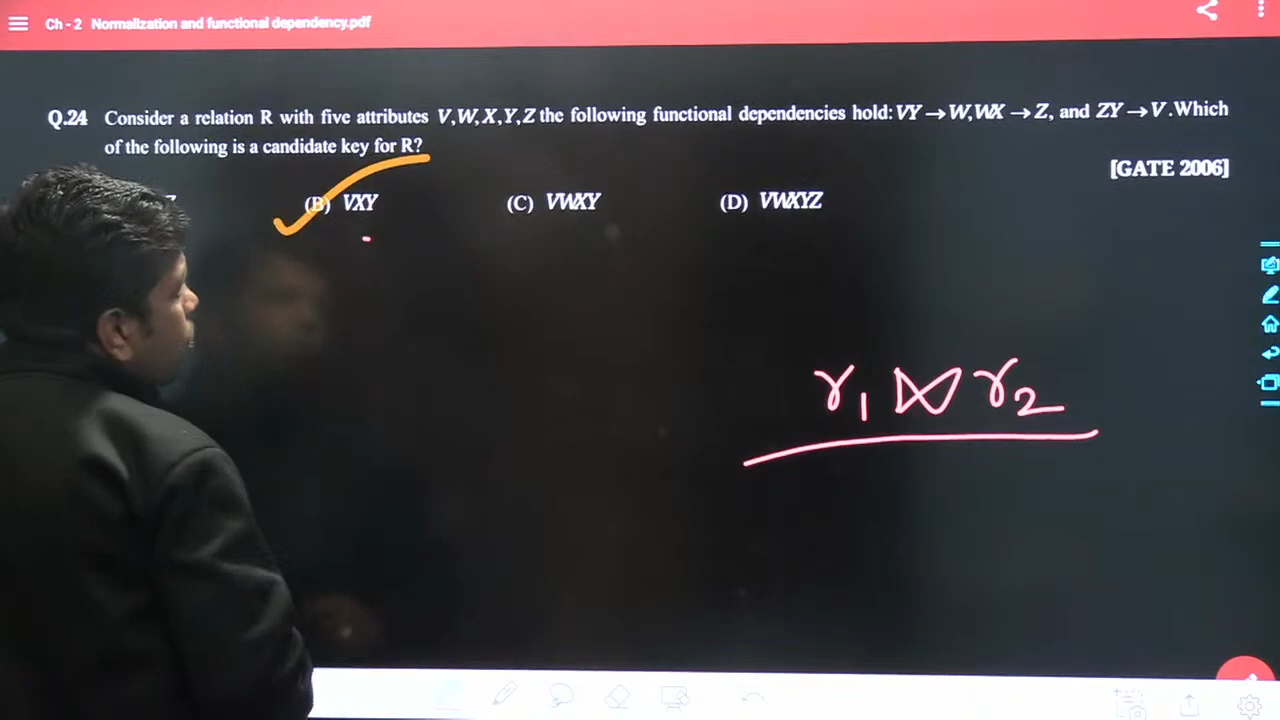 Ch - 2 Normalization and functional dependency.pdf
Q.24 Consider a relation R with five attributes V,W,X,Y,Z the following functional dependencies hold: VY → W,WX → Z, and ZY → V.Which
of the following is a candidate key for R?
[GATE 2006]
Z (B) VXY (C) VWXY (D) VWXYZ
r₁ ⋈ r₂